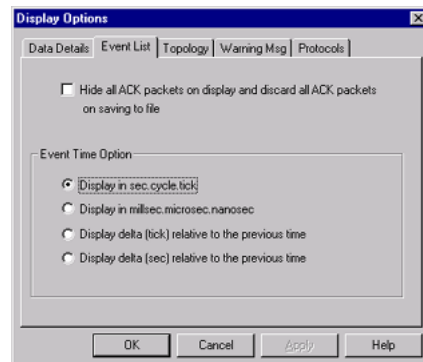 Display Options
Data Details Event List Topology Warning Msg Protocols
Hide all ACK packets on display and discard all ACK packets
on saving to file
Event Time Option
Display in sec.cycle.tick
Display in millsec.microsec.nanosec
Display delta (tick) relative to the previous time
Display delta (sec) relative to the previous time
OK Cancel Apply Help